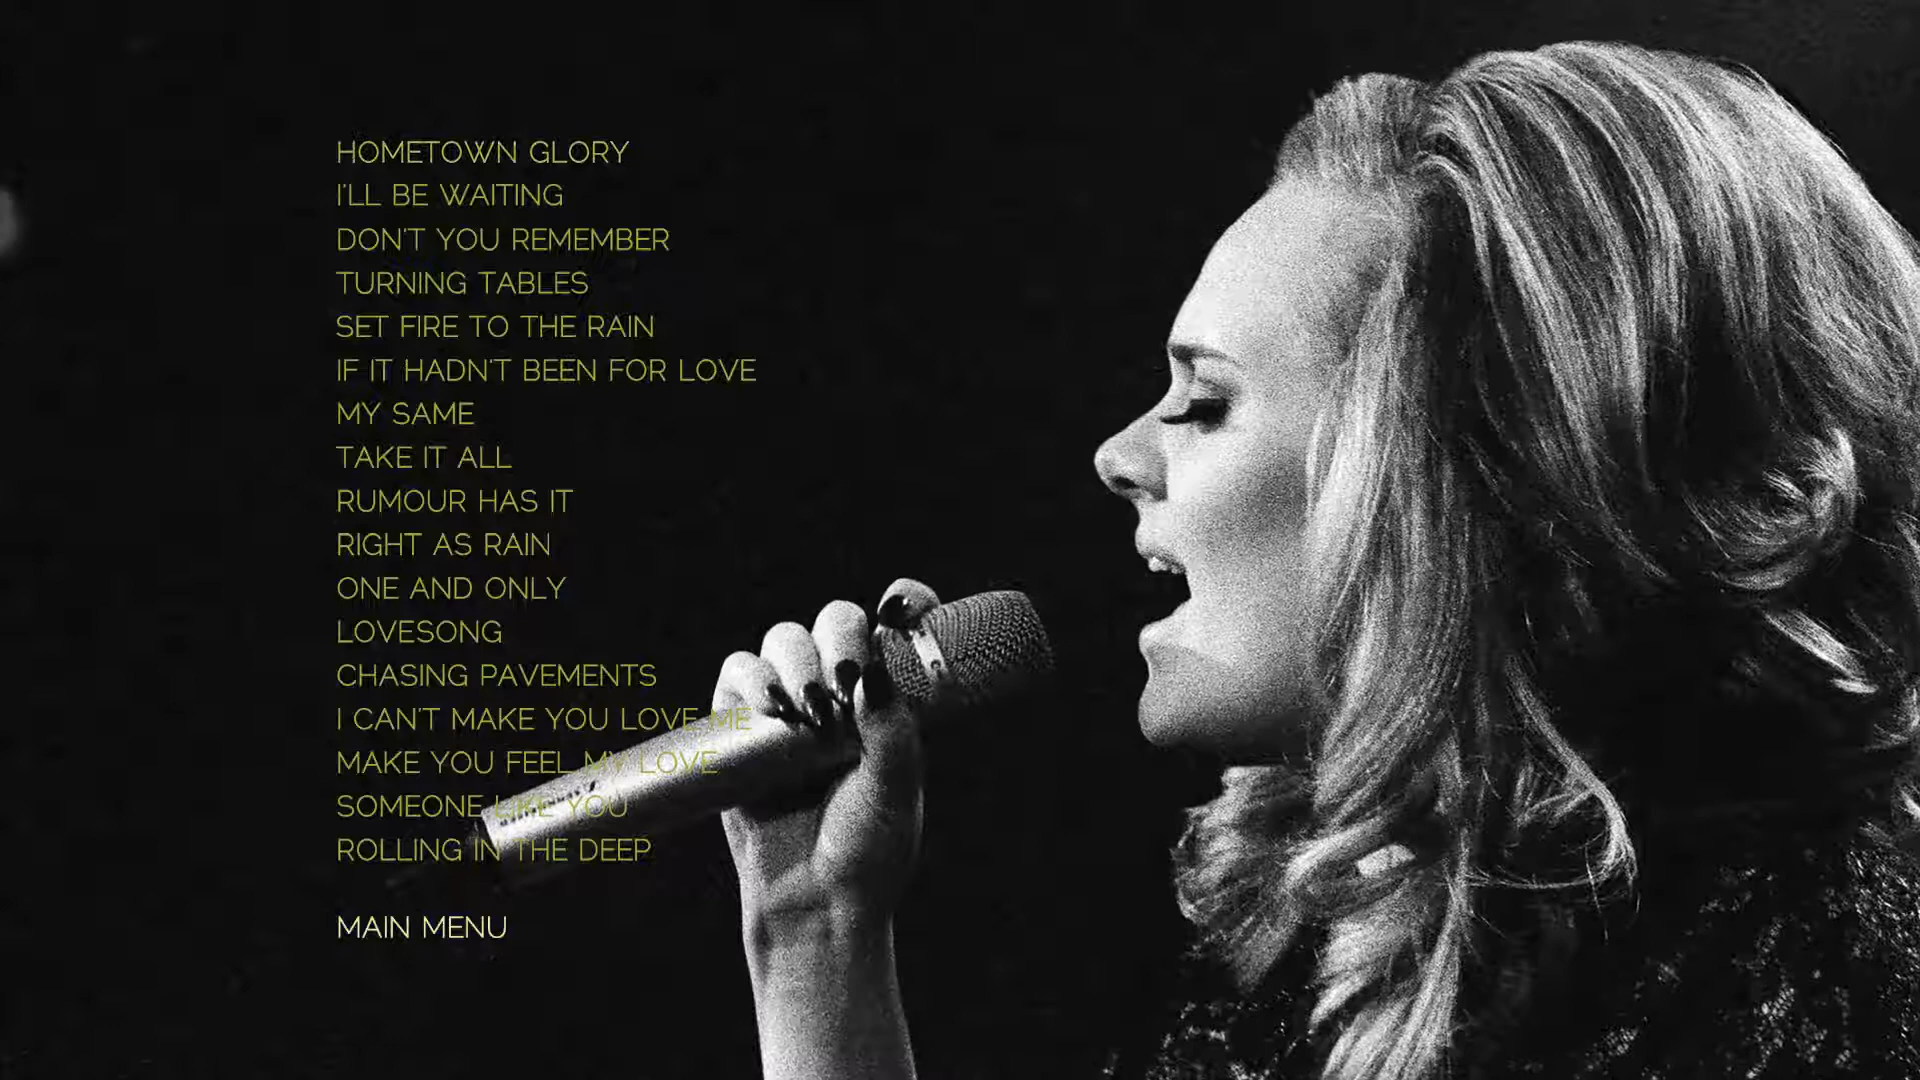 HOMETOWN GLORY
I'LL BE WAITING
DON'T YOU REMEMBER
TURNING TABLES
SET FIRE TO THE RAIN
IF IT HADN'T BEEN FOR LOVE
MY SAME
TAKE IT ALL
RUMOUR HAS IT
RIGHT AS RAIN
ONE AND ONLY
LOVESONG
CHASING PAVEMENTS
I CAN'T MAKE YOU LOVE ME
MAKE YOU FEEL MY LOVE
SOMEONE LIKE YOU
ROLLING IN THE DEEP
MAIN MENU